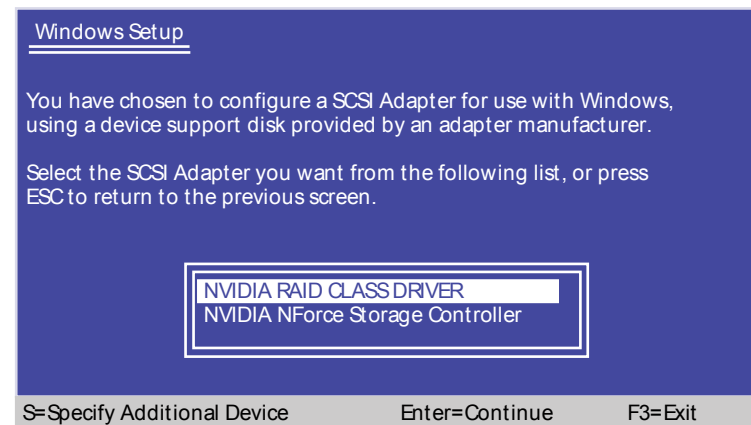 Windows Setup
You have chosen to configure a SCSI Adapter for use with Windows,
using a device support disk provided by an adapter manufacturer.
Select the SCSI Adapter you want from the following list, or press
ESC to return to the previous screen.
NVIDIA RAID CLASS DRIVER
NVIDIA NForce Storage Controller
S=Specify Additional Device Enter=Continue F3=Exit